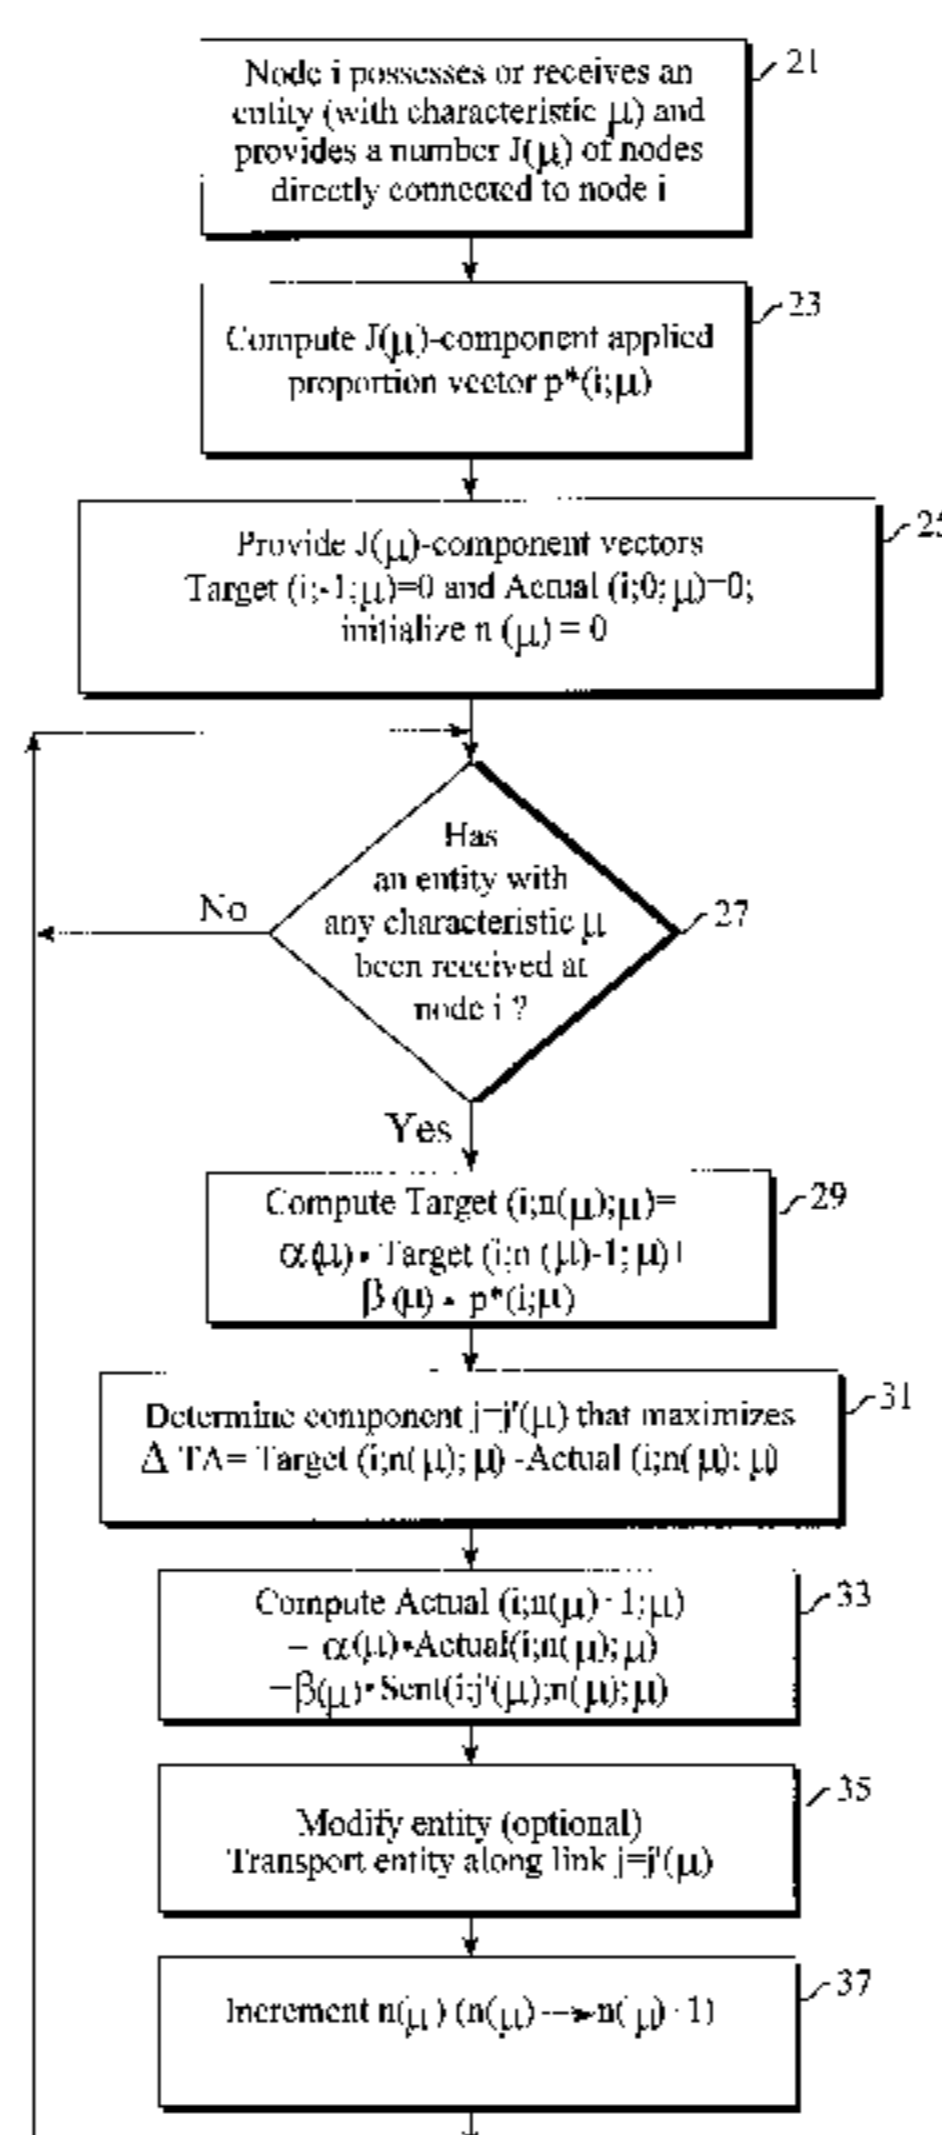 Node i possesses or receives an
entity (with characteristic μ) and
provides a number J(μ) of nodes
directly connected to node i
21
Compute J(μ)-component applied
proportion vector p*(i;μ)
23
Provide J(μ)-component vectors
Target (i;-1;μ)=0 and Actual (i;0;μ)=0;
initialize n (μ) = 0
25
Has
an entity with
any characteristic μ
been received at
node i ?
27
No
Yes
Compute Target (i;n(μ);μ)=
α(μ)• Target (i;n (μ)-1;μ)+
β(μ)• p*(i;μ)
29
Determine component j=j'(μ) that maximizes
Δ TA= Target (i;n(μ);μ) -Actual (i;n(μ);μ)
31
Compute Actual (i;n(μ)+1;μ)
= α(μ)•Actual(i;n(μ);μ)
+β(μ)•Sent(i;j'(μ);n(μ);μ)
33
Modify entity (optional)
Transport entity along link j=j'(μ)
35
Increment n(μ) (n(μ) → n(μ)+1)
37